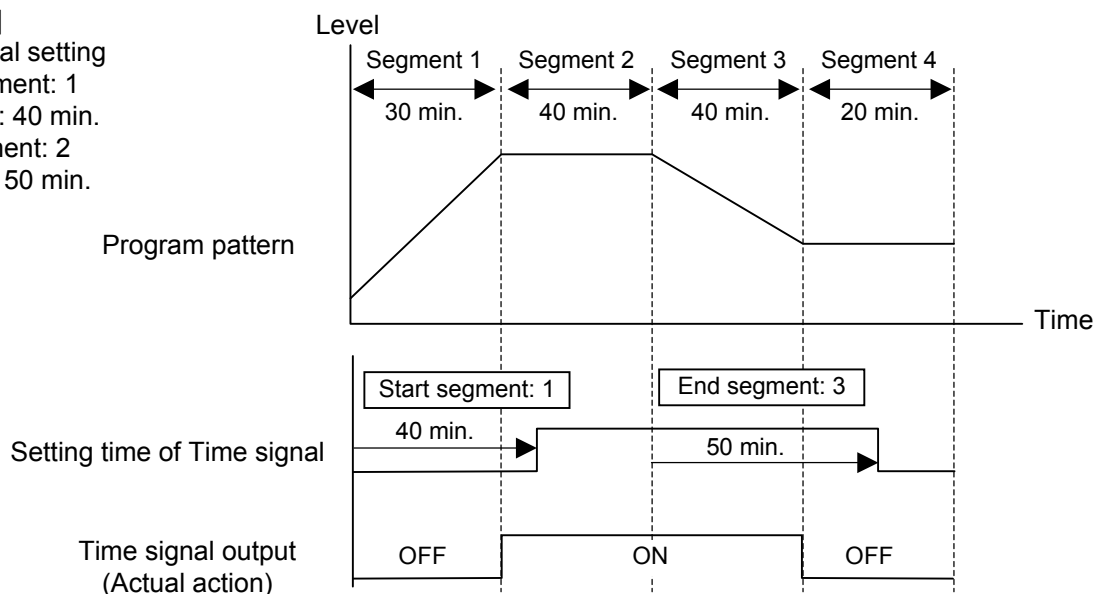 al setting
ment: 1
: 40 min.
ment: 2
50 min.
Level
Segment 1 Segment 2 Segment 3 Segment 4
30 min. 40 min. 40 min. 20 min.
Program pattern
Time
Start segment: 1 End segment: 3
40 min.
50 min.
Setting time of Time signal
Time signal output
(Actual action)
OFF ON OFF